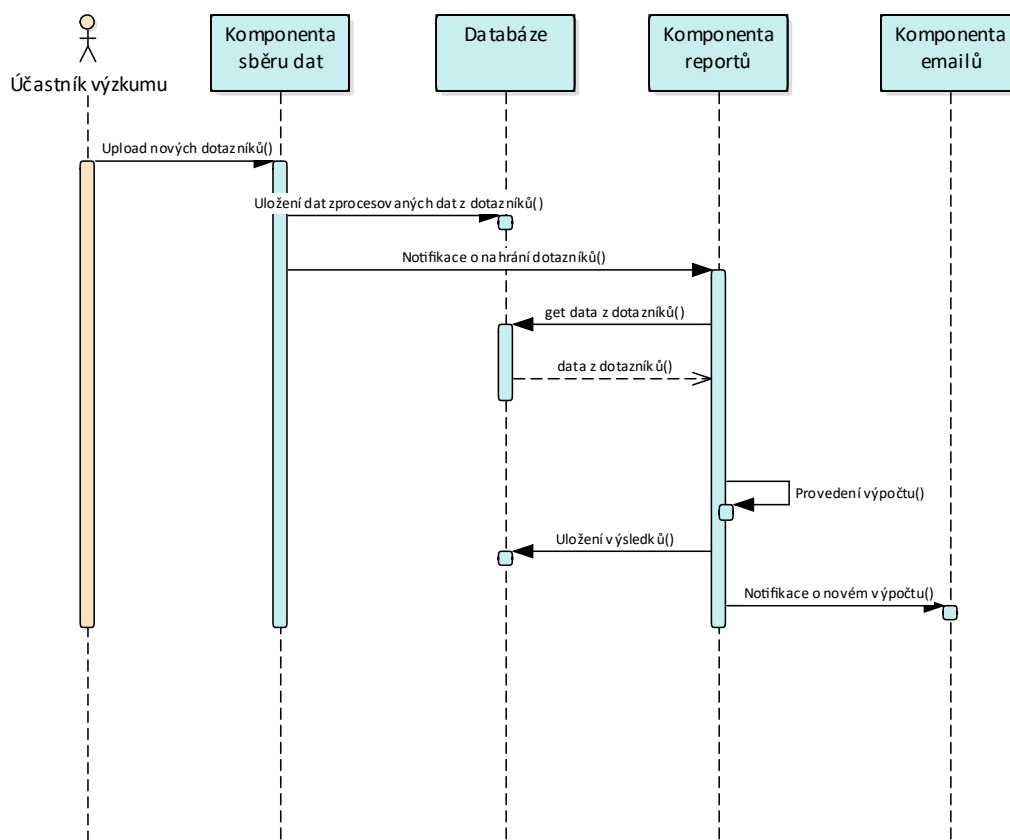 Účastník výzkumu
Komponenta
sběru dat
Databáze
Komponenta
reportů
Komponenta
emailů
Upload nových dotazníků()
Uložení dat zprocesovaných dat z dotazníků()
Notifikace o nahrání dotazníků()
get data z dotazníků()
data z dotazníků()
Provedení výpočtu()
Uložení výsledků()
Notifikace o novém výpočtu()